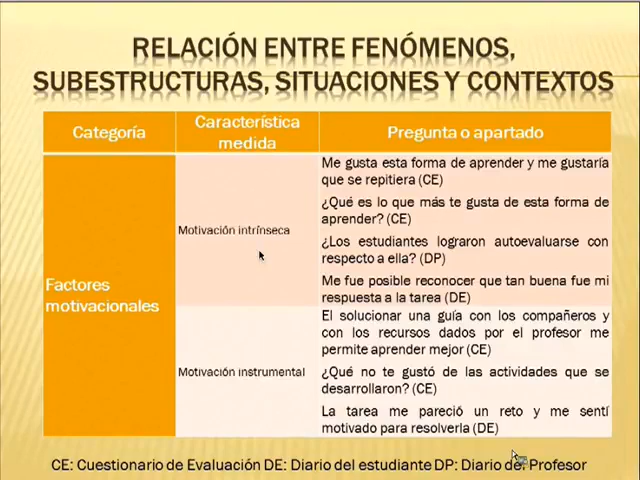 RELACIÓN ENTRE FENÓMENOS,
SUBESTRUCTURAS, SITUACIONES Y CONTEXTOS
Categoría
Característica
medida
Pregunta o apartado
Factores
motivacionales
Motivación intrínseca
Me gusta esta forma de aprender y me gustaría
que se repitiera (CE)
¿Qué es lo que más te gusta de esta forma de
aprender? (CE)
¿Los estudiantes lograron autoevaluarse con
respecto a ella? (DP)
Me fue posible reconocer que tan buena fue mi
respuesta a la tarea (DE)
Motivación instrumental
El solucionar una guía con los compañeros y
con los recursos dados por el profesor me
permite aprender mejor (CE)
¿Qué no te gustó de las actividades que se
desarrollaron? (CE)
La tarea me pareció un reto y me sentí
motivado para resolverla (DE)
CE: Cuestionario de Evaluación DE: Diario del estudiante DP: Diario del Profesor